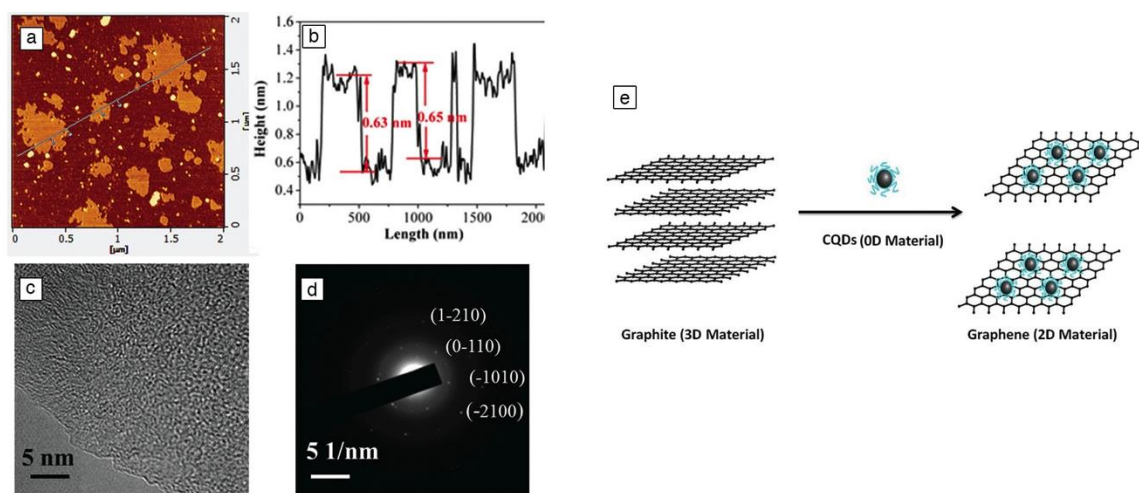 a
2
1.5
1
0.5
0
[µm]
0
0.5
1
1.5
2
[µm]
b
Height (nm)
1.6
1.4
1.2
1.0
0.8
0.6
0.4
0.63 nm
0.65 nm
0
500
1000
1500
2000
Length (nm)
c
5 nm
d
(1-210)
(0-110)
(-1010)
(-2100)
5 1/nm
e
CQDs (0D Material)
Graphite (3D Material)
Graphene (2D Material)